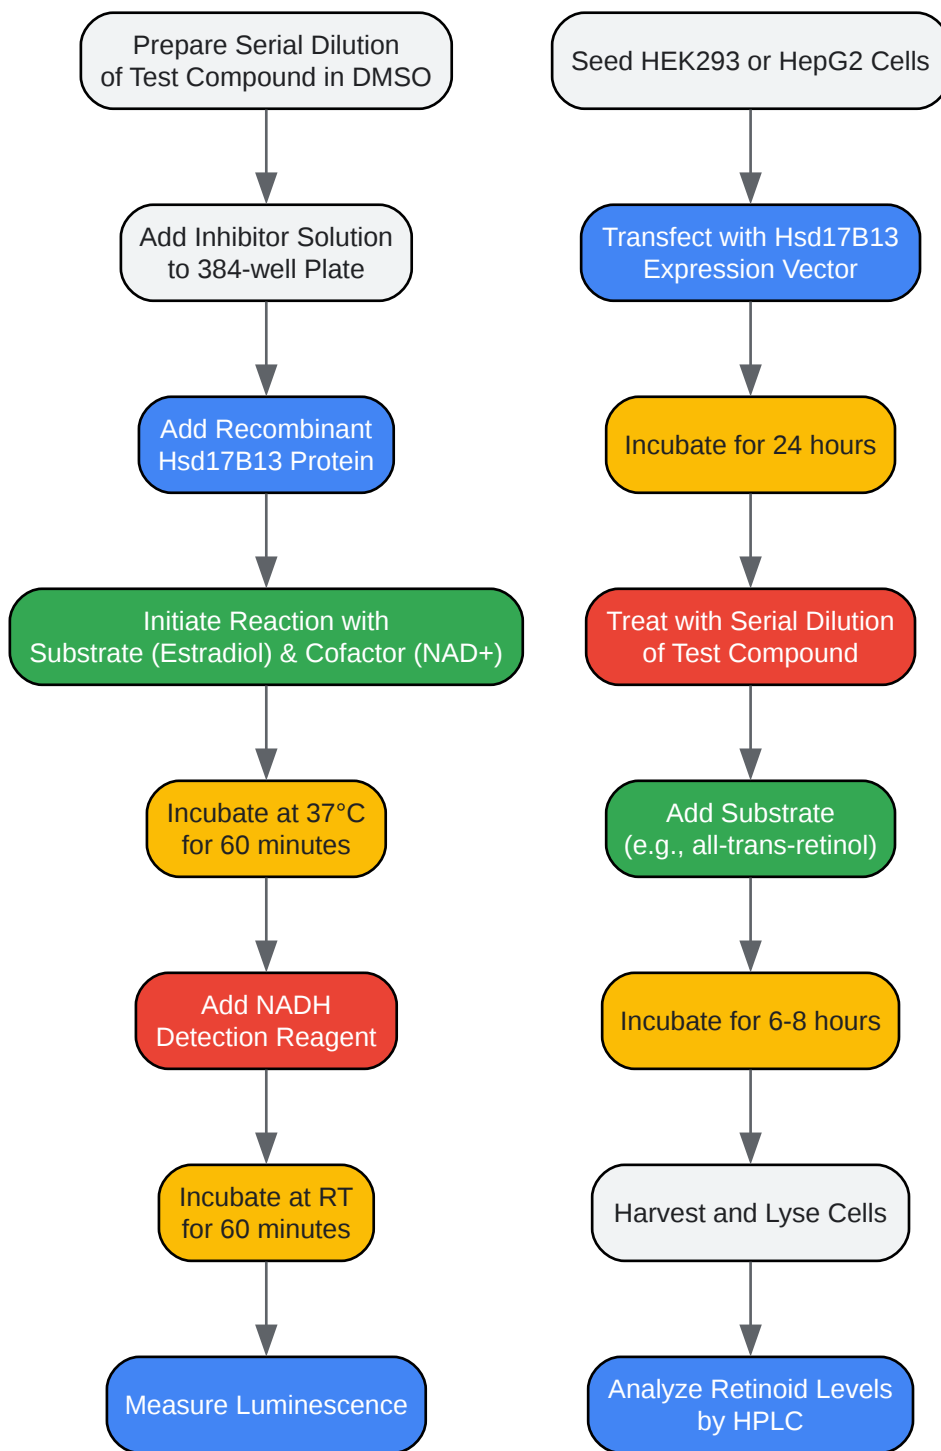 Prepare Serial Dilution
of Test Compound in DMSO
Add Inhibitor Solution
to 384-well Plate
Add Recombinant
Hsd17B13 Protein
Initiate Reaction with
Substrate (Estradiol) & Cofactor (NAD+)
Incubate at 37°C
for 60 minutes
Add NADH
Detection Reagent
Incubate at RT
for 60 minutes
Measure Luminescence
Seed HEK293 or HepG2 Cells
Transfect with Hsd17B13
Expression Vector
Incubate for 24 hours
Treat with Serial Dilution
of Test Compound
Add Substrate
(e.g., all-trans-retinol)
Incubate for 6-8 hours
Harvest and Lyse Cells
Analyze Retinoid Levels
by HPLC